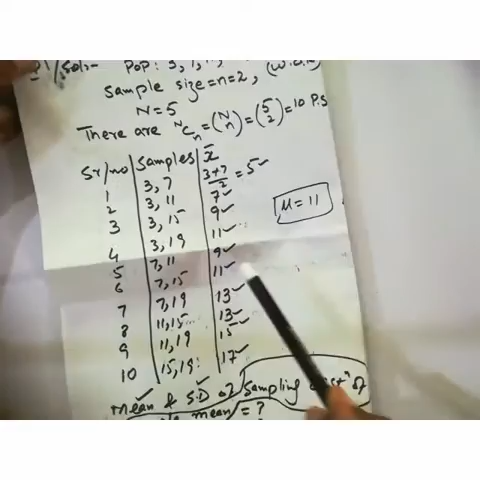 Soln. POP: 3, 7,
Sample size = n = 2, (W.O.R)
N = 5
There are ᴺCₙ = (N n) = (5 2) = 10 P.S
Sr/no Samples x̄
1 3, 7 3+7/2 = 5✓
2 3, 11 7✓
3 3, 15 9✓
4 3, 19 11✓
5 7, 11 9✓
6 7, 15 11✓
7 7, 19 13✓
8 11, 15 13✓
9 11, 19 15✓
10 15, 19 17✓
μ = 11
Mean & S.D of Sampling distⁿ of
mean = ?